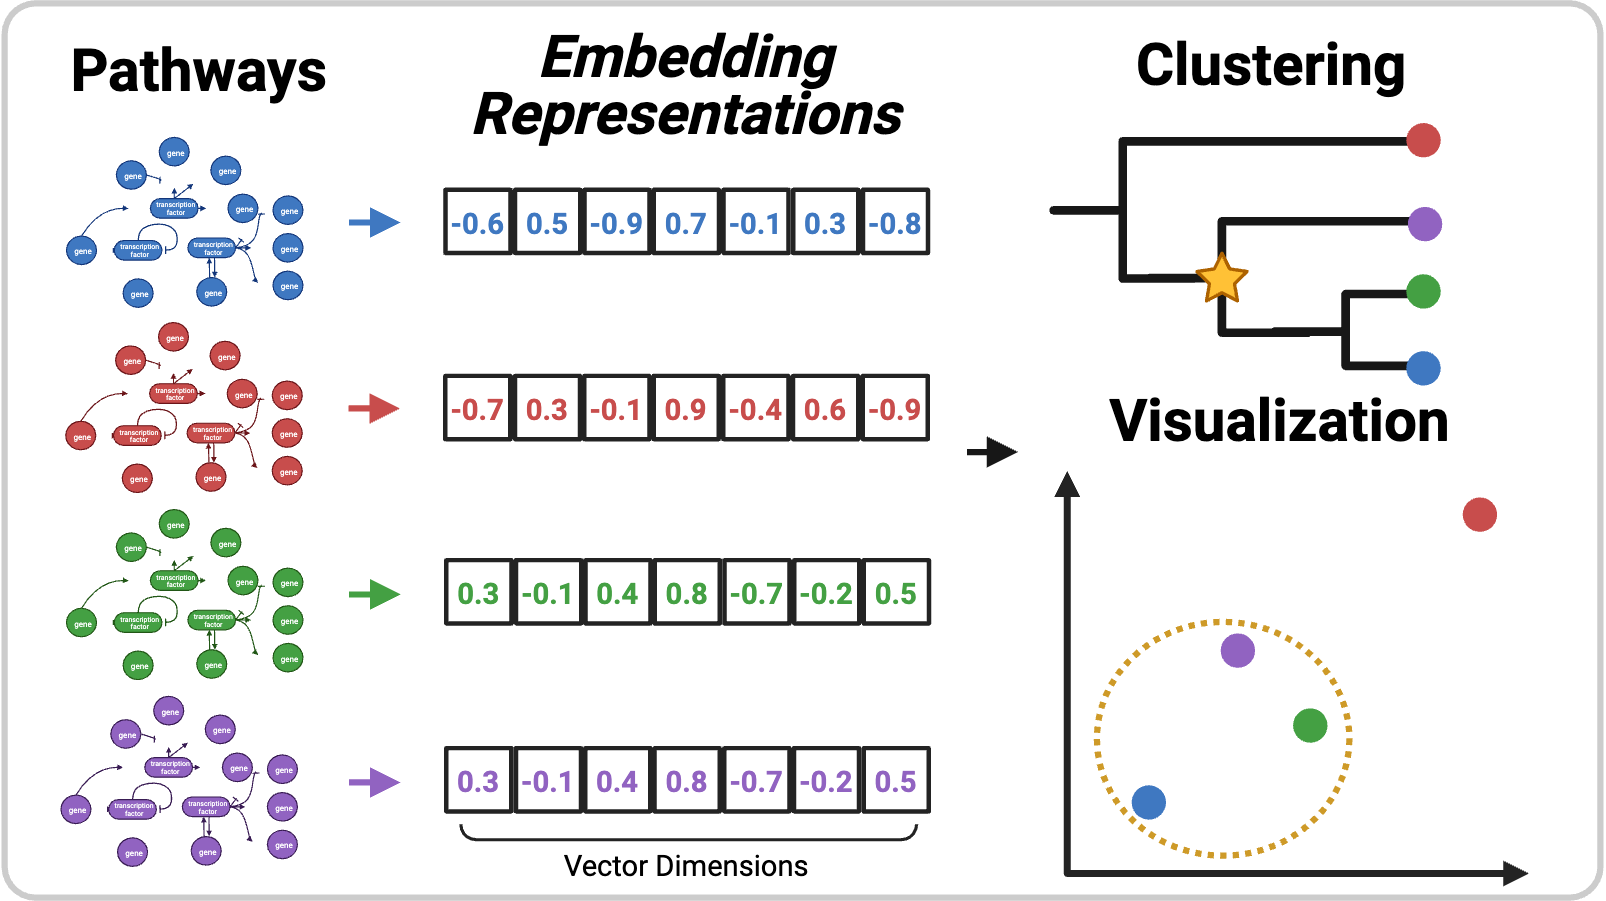 Pathways
gene
gene
gene
transcription
factor
gene
gene
gene
transcription
factor
transcription
factor
gene
gene
gene
gene
gene
gene
gene
transcription
factor
gene
gene
gene
transcription
factor
transcription
factor
gene
gene
gene
gene
gene
gene
gene
transcription
factor
gene
gene
gene
transcription
factor
transcription
factor
gene
gene
gene
gene
gene
gene
gene
transcription
factor
gene
gene
gene
transcription
factor
transcription
factor
gene
gene
gene
gene
Embedding
Representations
-0.6 0.5 -0.9 0.7 -0.1 0.3 -0.8
-0.7 0.3 -0.1 0.9 -0.4 0.6 -0.9
0.3 -0.1 0.4 0.8 -0.7 -0.2 0.5
0.3 -0.1 0.4 0.8 -0.7 -0.2 0.5
Vector Dimensions
Clustering
Visualization